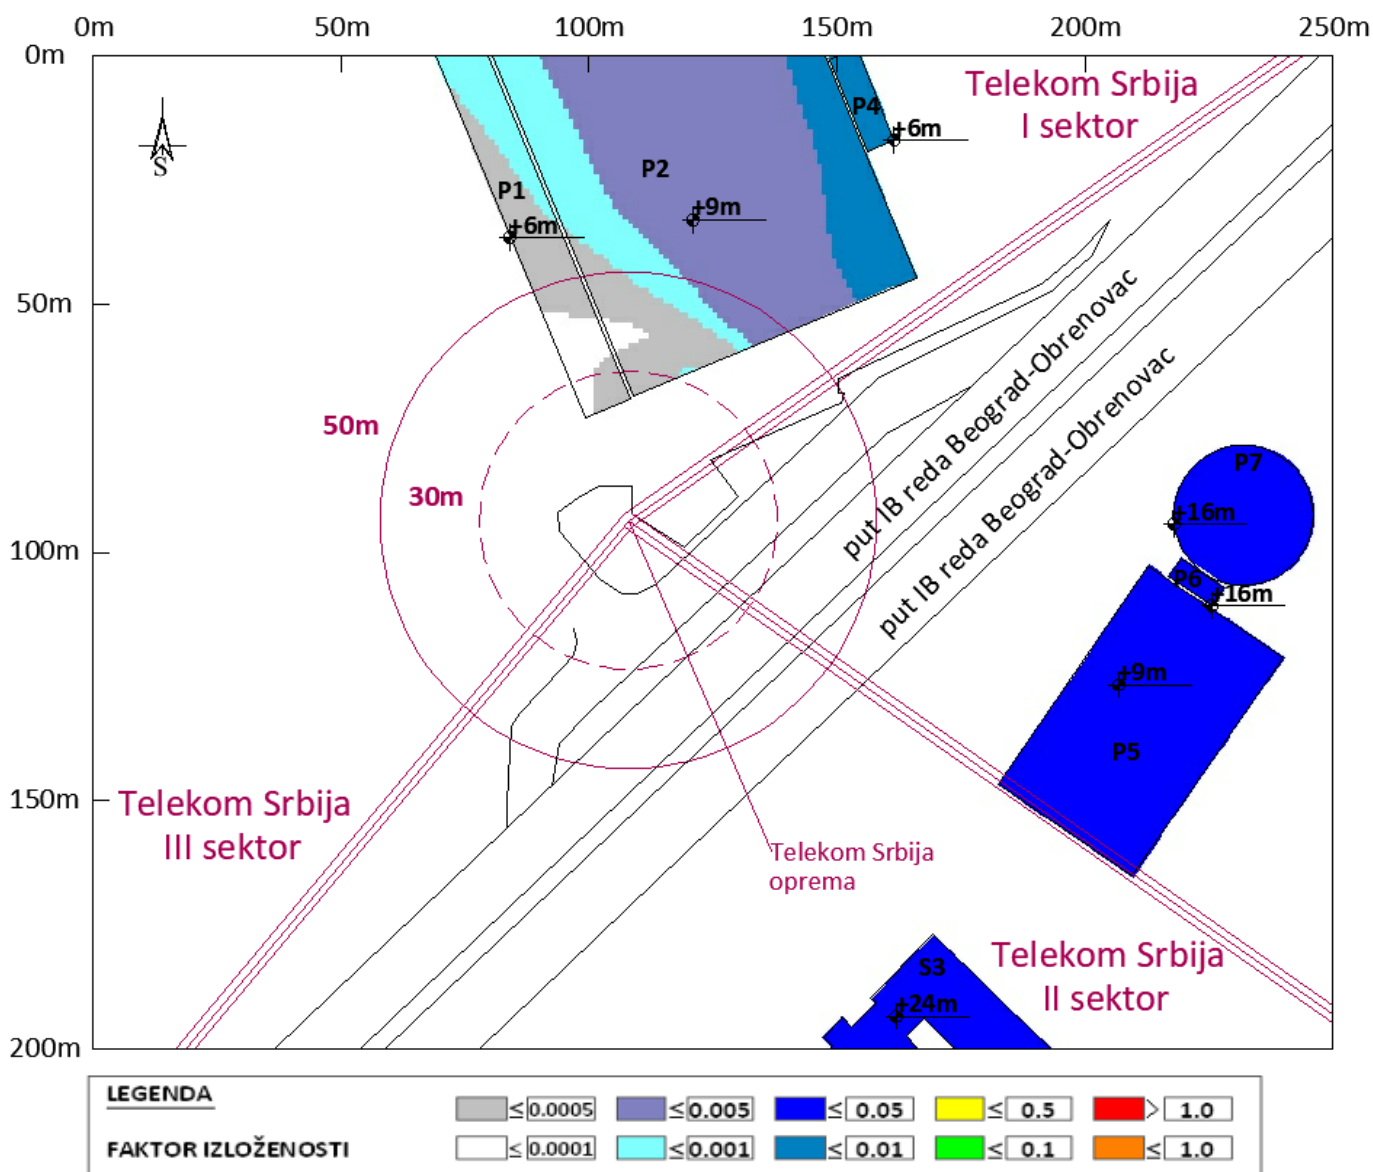 0m 50m 100m 150m 200m 250m
0m
50m
100m
150m
200m
S
Telekom Srbija
I sektor
P4
+6m
P2
+9m
P1
+6m
50m
30m
put IB reda Beograd-Obrenovac
put IB reda Beograd-Obrenovac
P7
+16m
P6
+16m
+9m
P5
Telekom Srbija
III sektor
Telekom Srbija
oprema
Telekom Srbija
II sektor
S3
+24m
LEGENDA
≤ 0.0005 ≤ 0.005 ≤ 0.05 ≤ 0.5 > 1.0
FAKTOR IZLOŽENOSTI
≤ 0.0001 ≤ 0.001 ≤ 0.01 ≤ 0.1 ≤ 1.0